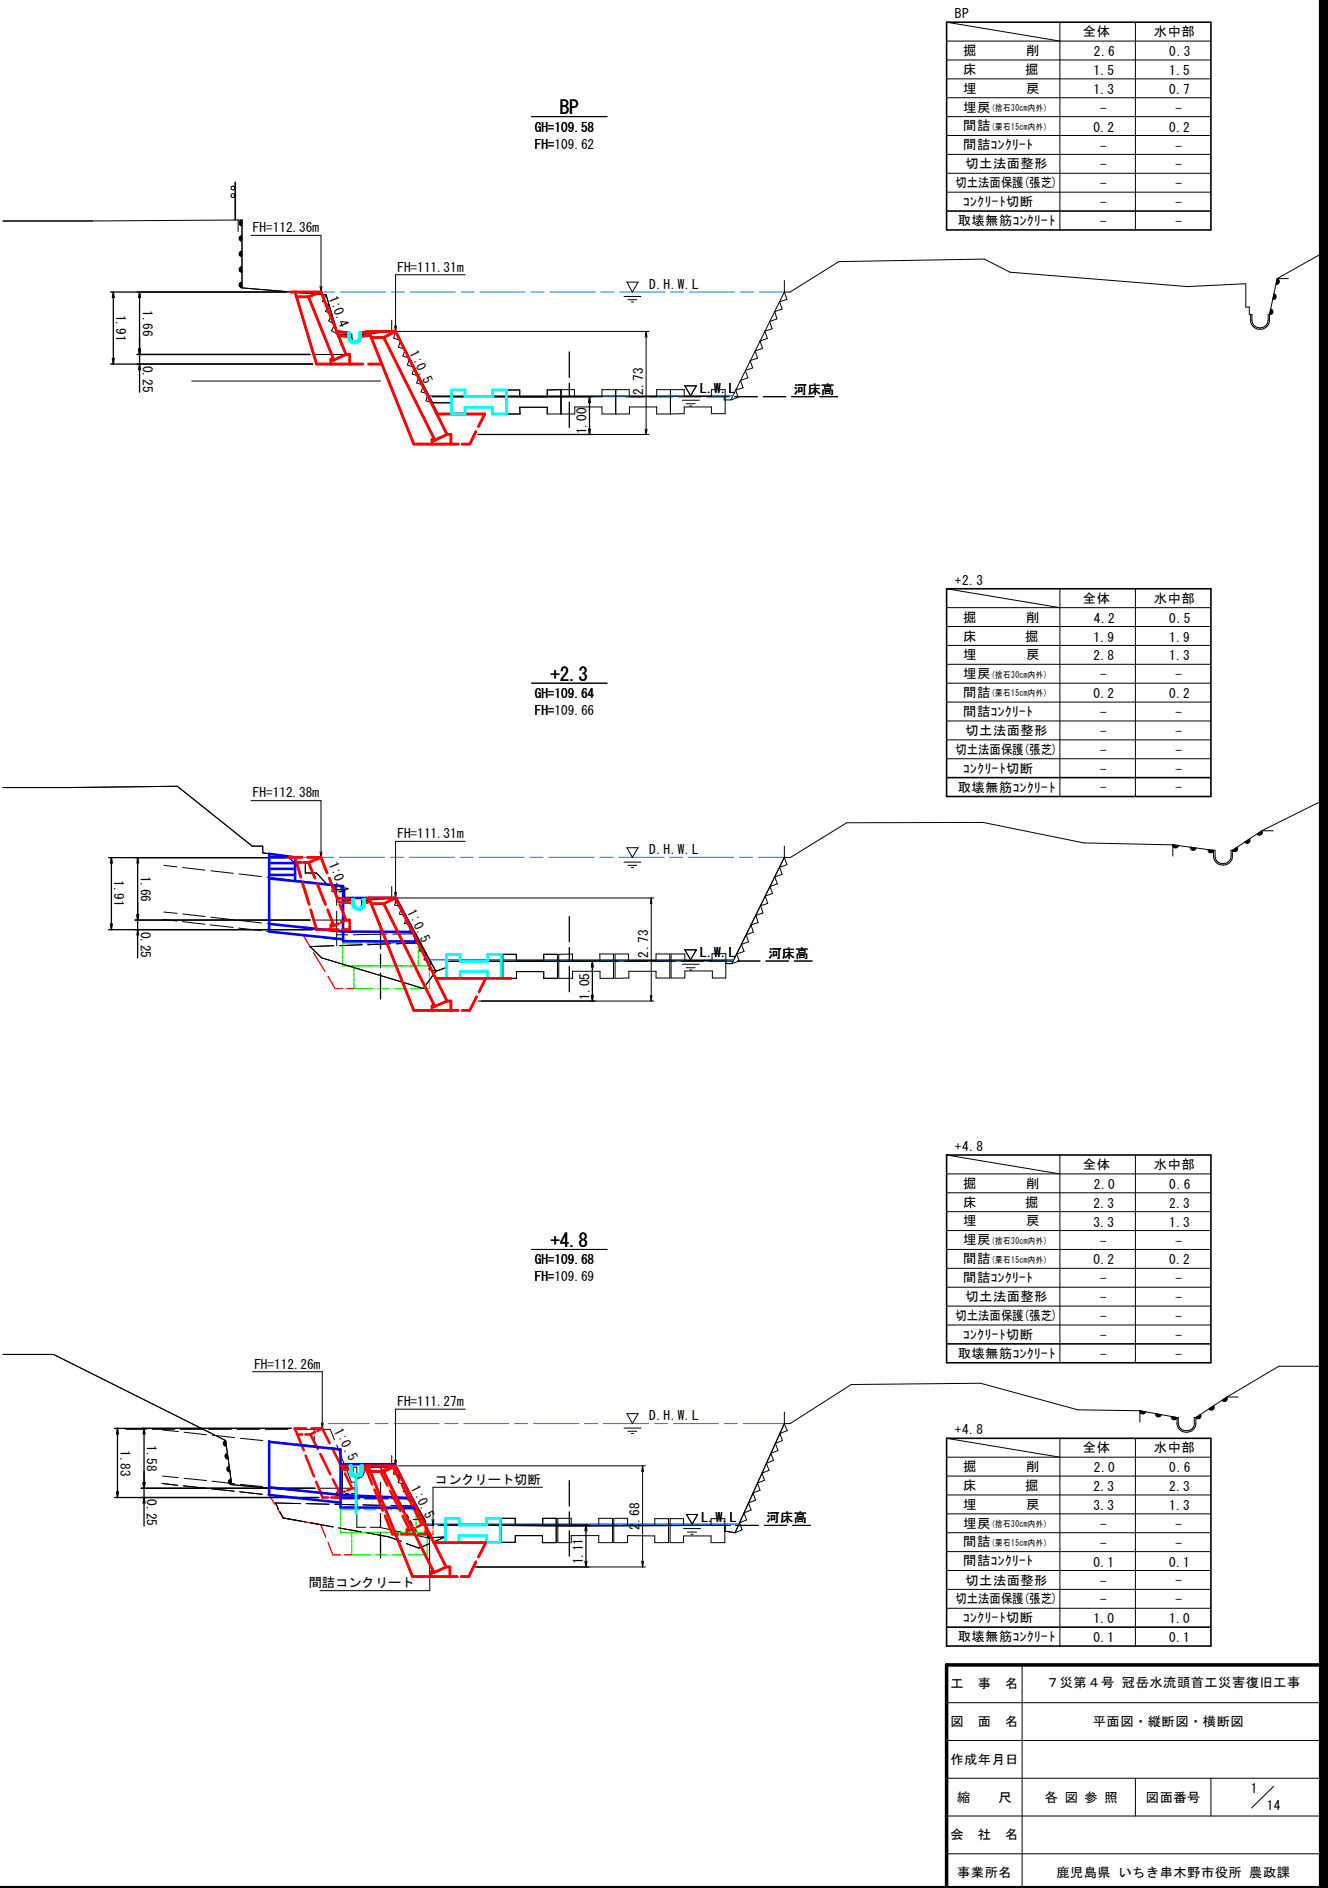 BP
全体 水中部
掘削 2.6 0.3
床掘 1.5 1.5
埋戻 1.3 0.7
埋戻(捨石30cm内外) － －
間詰(栗石15cm内外) 0.2 0.2
間詰コンクリート － －
切土法面整形 － －
切土法面保護(張芝) － －
コンクリート切断 － －
取壊無筋コンクリート － －
BP
GH=109.58
FH=109.62
FH=112.36m
FH=111.31m
D.H.W.L
1:0.4
1:0.5
1.91
1.66
0.25
2.73
1.00
L.W.L
河床高
+2.3
全体 水中部
掘削 4.2 0.5
床掘 1.9 1.9
埋戻 2.8 1.3
埋戻(捨石30cm内外) － －
間詰(栗石15cm内外) 0.2 0.2
間詰コンクリート － －
切土法面整形 － －
切土法面保護(張芝) － －
コンクリート切断 － －
取壊無筋コンクリート － －
+2.3
GH=109.64
FH=109.66
FH=112.38m
FH=111.31m
D.H.W.L
1:0.5
1.91
1.66
0.25
2.73
1.05
L.W.L
河床高
+4.8
全体 水中部
掘削 2.0 0.6
床掘 2.3 2.3
埋戻 3.3 1.3
埋戻(捨石30cm内外) － －
間詰(栗石15cm内外) 0.2 0.2
間詰コンクリート － －
切土法面整形 － －
切土法面保護(張芝) － －
コンクリート切断 － －
取壊無筋コンクリート － －
+4.8
GH=109.68
FH=109.69
FH=112.26m
FH=111.27m
D.H.W.L
1:0.5
1:0.5
1.83
1.58
0.25
コンクリート切断
2.68
1.11
L.W.L
河床高
間詰コンクリート
+4.8
全体 水中部
掘削 2.0 0.6
床掘 2.3 2.3
埋戻 3.3 1.3
埋戻(捨石30cm内外) － －
間詰(栗石15cm内外) － －
間詰コンクリート 0.1 0.1
切土法面整形 － －
切土法面保護(張芝) － －
コンクリート切断 1.0 1.0
取壊無筋コンクリート 0.1 0.1
工事名 7災第4号 冠岳水流頭首工災害復旧工事
図面名 平面図・縦断図・横断図
作成年月日
縮尺 各図参照 図面番号 1/14
会社名
事業所名 鹿児島県 いちき串木野市役所 農政課